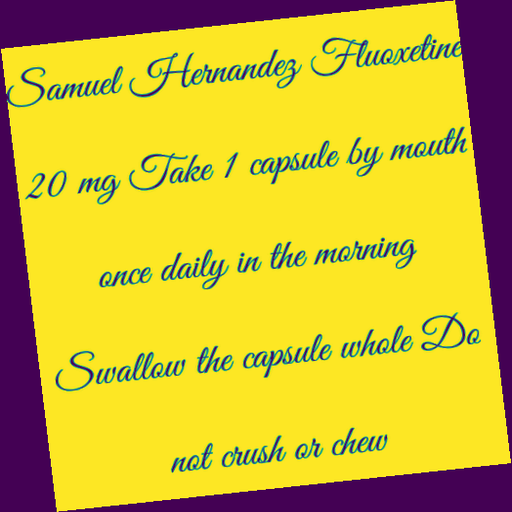 Samuel Hernandez Fluoxetine
20 mg Take 1 capsule by mouth
once daily in the morning
Swallow the capsule whole Do
not crush or chew